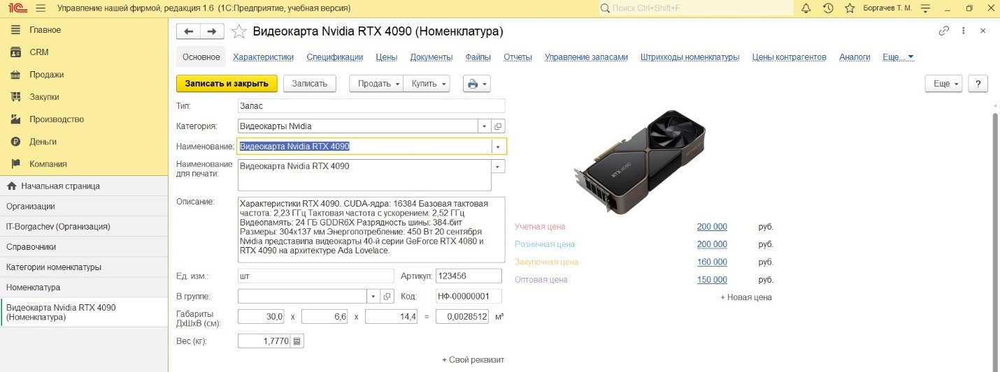 1С Управление нашей фирмой, редакция 1.6 (1С:Предприятие, учебная версия) Поиск Ctrl+Shift+F Боргачев Т. М.
Главное
CRM
Продажи
Закупки
Производство
Деньги
Компания
Начальная страница
Организации
IT-Borgachev (Организация)
Справочники
Категории номенклатуры
Номенклатура
Видеокарта Nvidia RTX 4090
(Номенклатура)
Видеокарта Nvidia RTX 4090 (Номенклатура)
Основное Характеристики Спецификации Цены Документы Файлы Отчеты Управление запасами Штрихкоды номенклатуры Цены контрагентов Аналоги Еще...
Записать и закрыть Записать Продать Купить Еще ?
Тип: Запас
Категория: Видеокарты Nvidia
Наименование: Видеокарта Nvidia RTX 4090
Наименование для печати: Видеокарта Nvidia RTX 4090
Описание: Характеристики RTX 4090. CUDA-ядра: 16384 Базовая тактовая
частота: 2,23 ГГц Тактовая частота с ускорением: 2,52 ГГц
Видеопамять: 24 ГБ GDDR6X Разрядность шины: 384-бит
Размеры: 304x137 мм Энергопотребление: 450 Вт 20 сентября
Nvidia представила видеокарты 40-й серии GeForce RTX 4080 и
RTX 4090 на архитектуре Ada Lovelace.
Ед. изм.: шт Артикул: 123456
В группе: Код: НФ-00000001
Габариты ДхШхВ (см): 30,0 х 6,6 х 14,4 = 0,0028512 м³
Вес (кг): 1,7770
+ Свой реквизит
RTX 4090
Учетная цена 200 000 руб.
Розничная цена 200 000 руб.
Закупочная цена 160 000 руб.
Оптовая цена 150 000 руб.
+ Новая цена